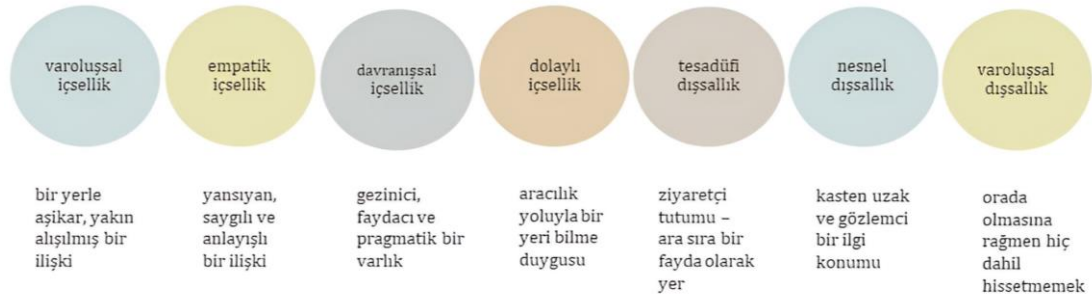 varoluşsal
içsellik
empatik
içsellik
davranışsal
içsellik
dolaylı
içsellik
tesadüfi
dışsallık
nesnel
dışsallık
varoluşsal
dışsallık
bir yerle
aşikar, yakın
alışılmış bir
ilişki
yansıyan,
saygılı ve
anlayışlı
bir ilişki
gezinici,
faydacı ve
pragmatik bir
varlık
aracılık
yoluyla bir
yeri bilme
duygusu
ziyaretçi
tutumu –
ara sıra bir
fayda olarak
yer
kasten uzak
ve gözlemci
bir ilgi
konumu
orada
olmasına
rağmen hiç
dahil
hissetmemek